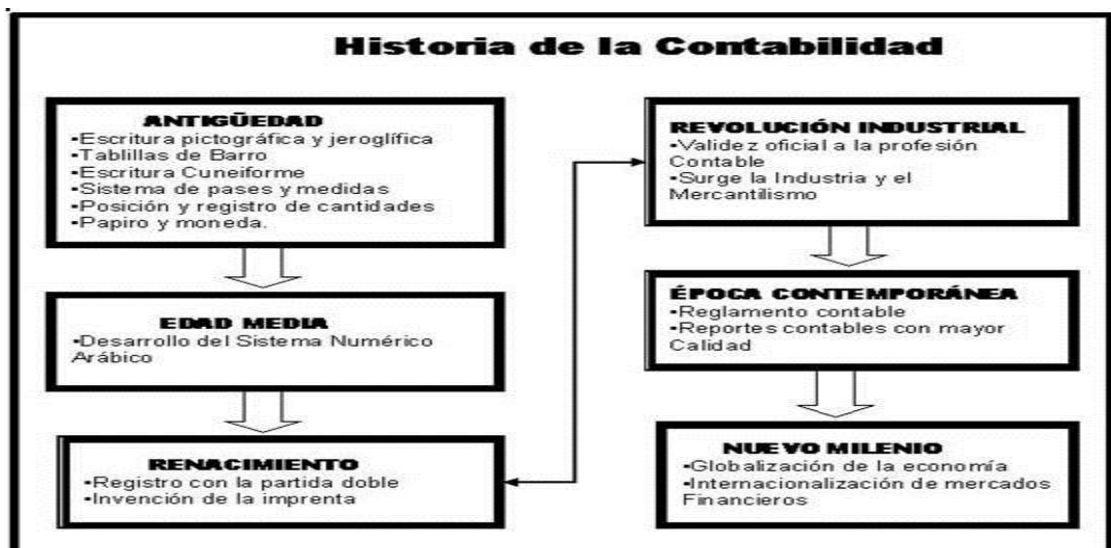 Historia de la Contabilidad
ANTIGÜEDAD
•Escritura pictográfica y jeroglífica
•Tablillas de Barro
•Escritura Cuneiforme
•Sistema de pases y medidas
•Posición y registro de cantidades
•Papiro y moneda.
EDAD MEDIA
•Desarrollo del Sistema Numérico
Arábico
RENACIMIENTO
•Registro con la partida doble
•Invención de la imprenta
REVOLUCIÓN INDUSTRIAL
•Validez oficial a la profesión
Contable
•Surge la Industria y el
Mercantilismo
ÉPOCA CONTEMPORÁNEA
•Reglamento contable
•Reportes contables con mayor
Calidad
NUEVO MILENIO
•Globalización de la economía
•Internacionalización de mercados
Financieros